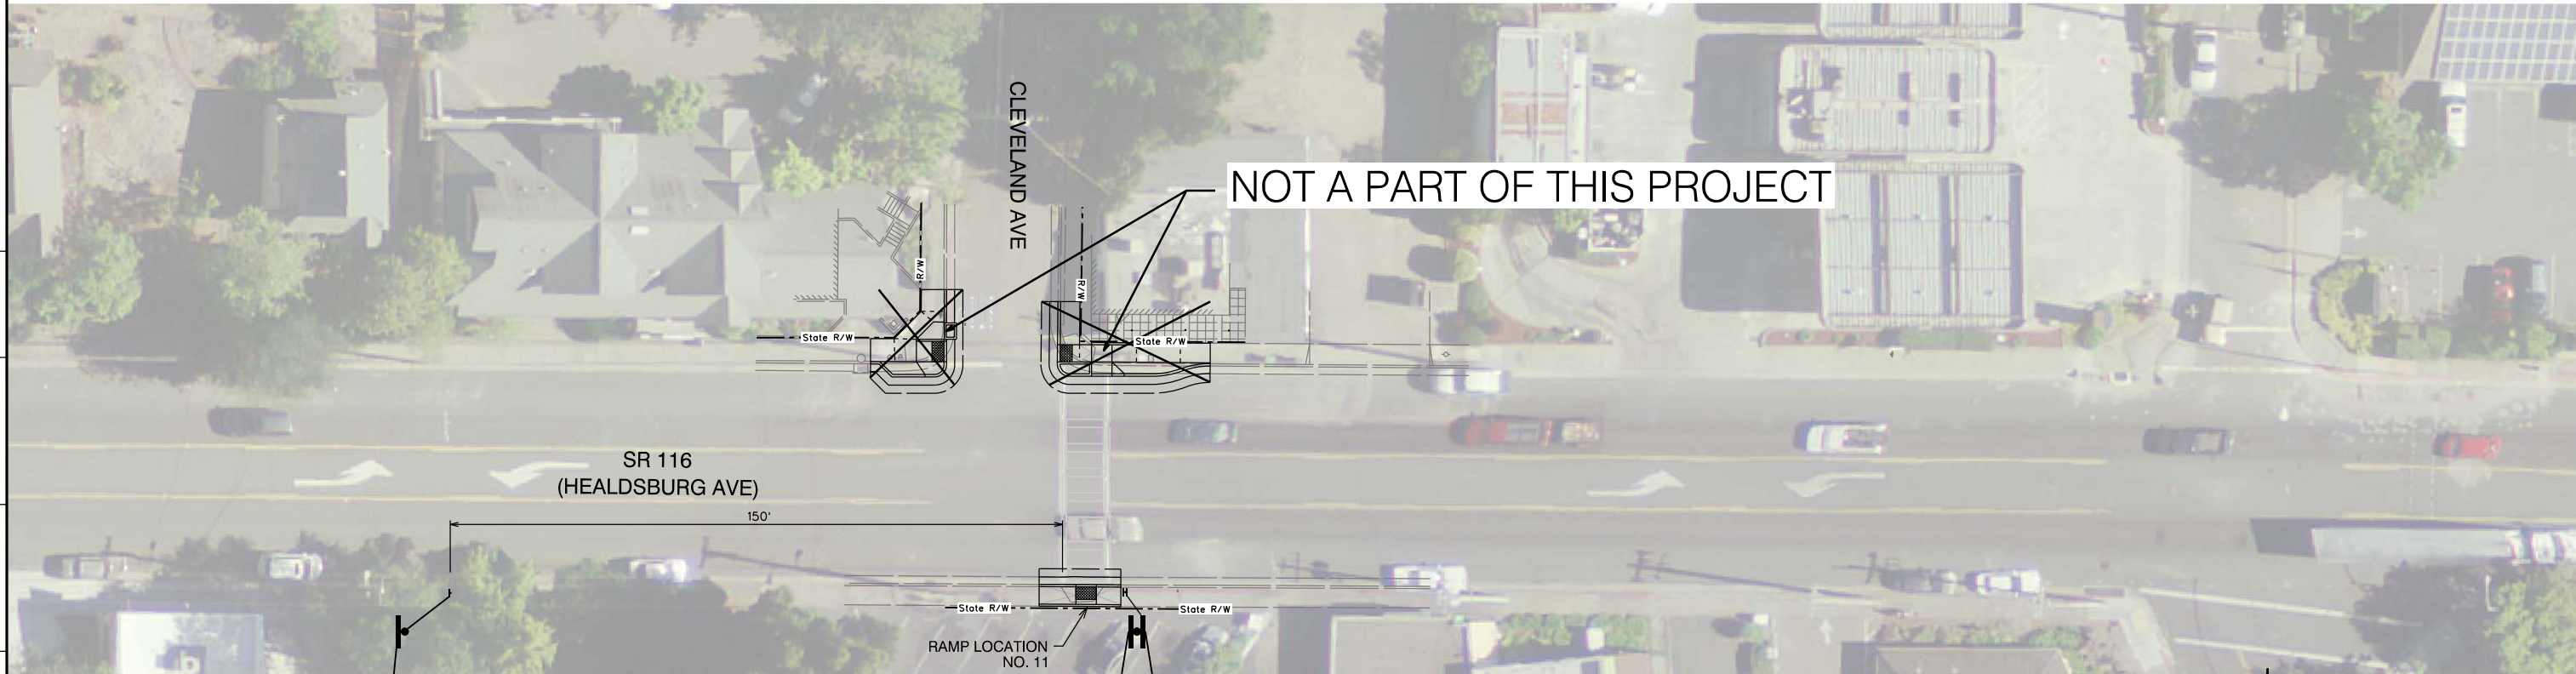 CLEVELAND AVE
NOT A PART OF THIS PROJECT
R/W
R/W
State R/W
State R/W
SR 116
(HEALDSBURG AVE)
150'
State R/W
State R/W
RAMP LOCATION
NO. 11